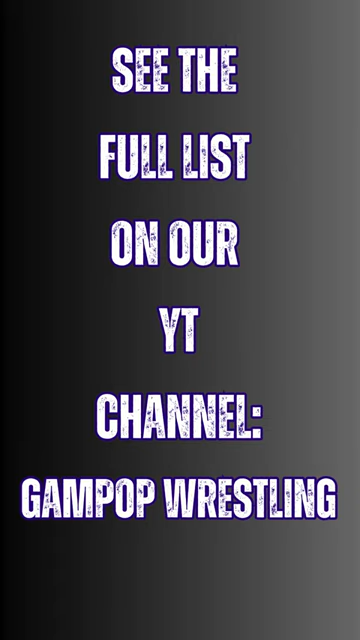 SEE THE
FULL LIST
ON OUR
YT
CHANNEL:
GAMPOP WRESTLING